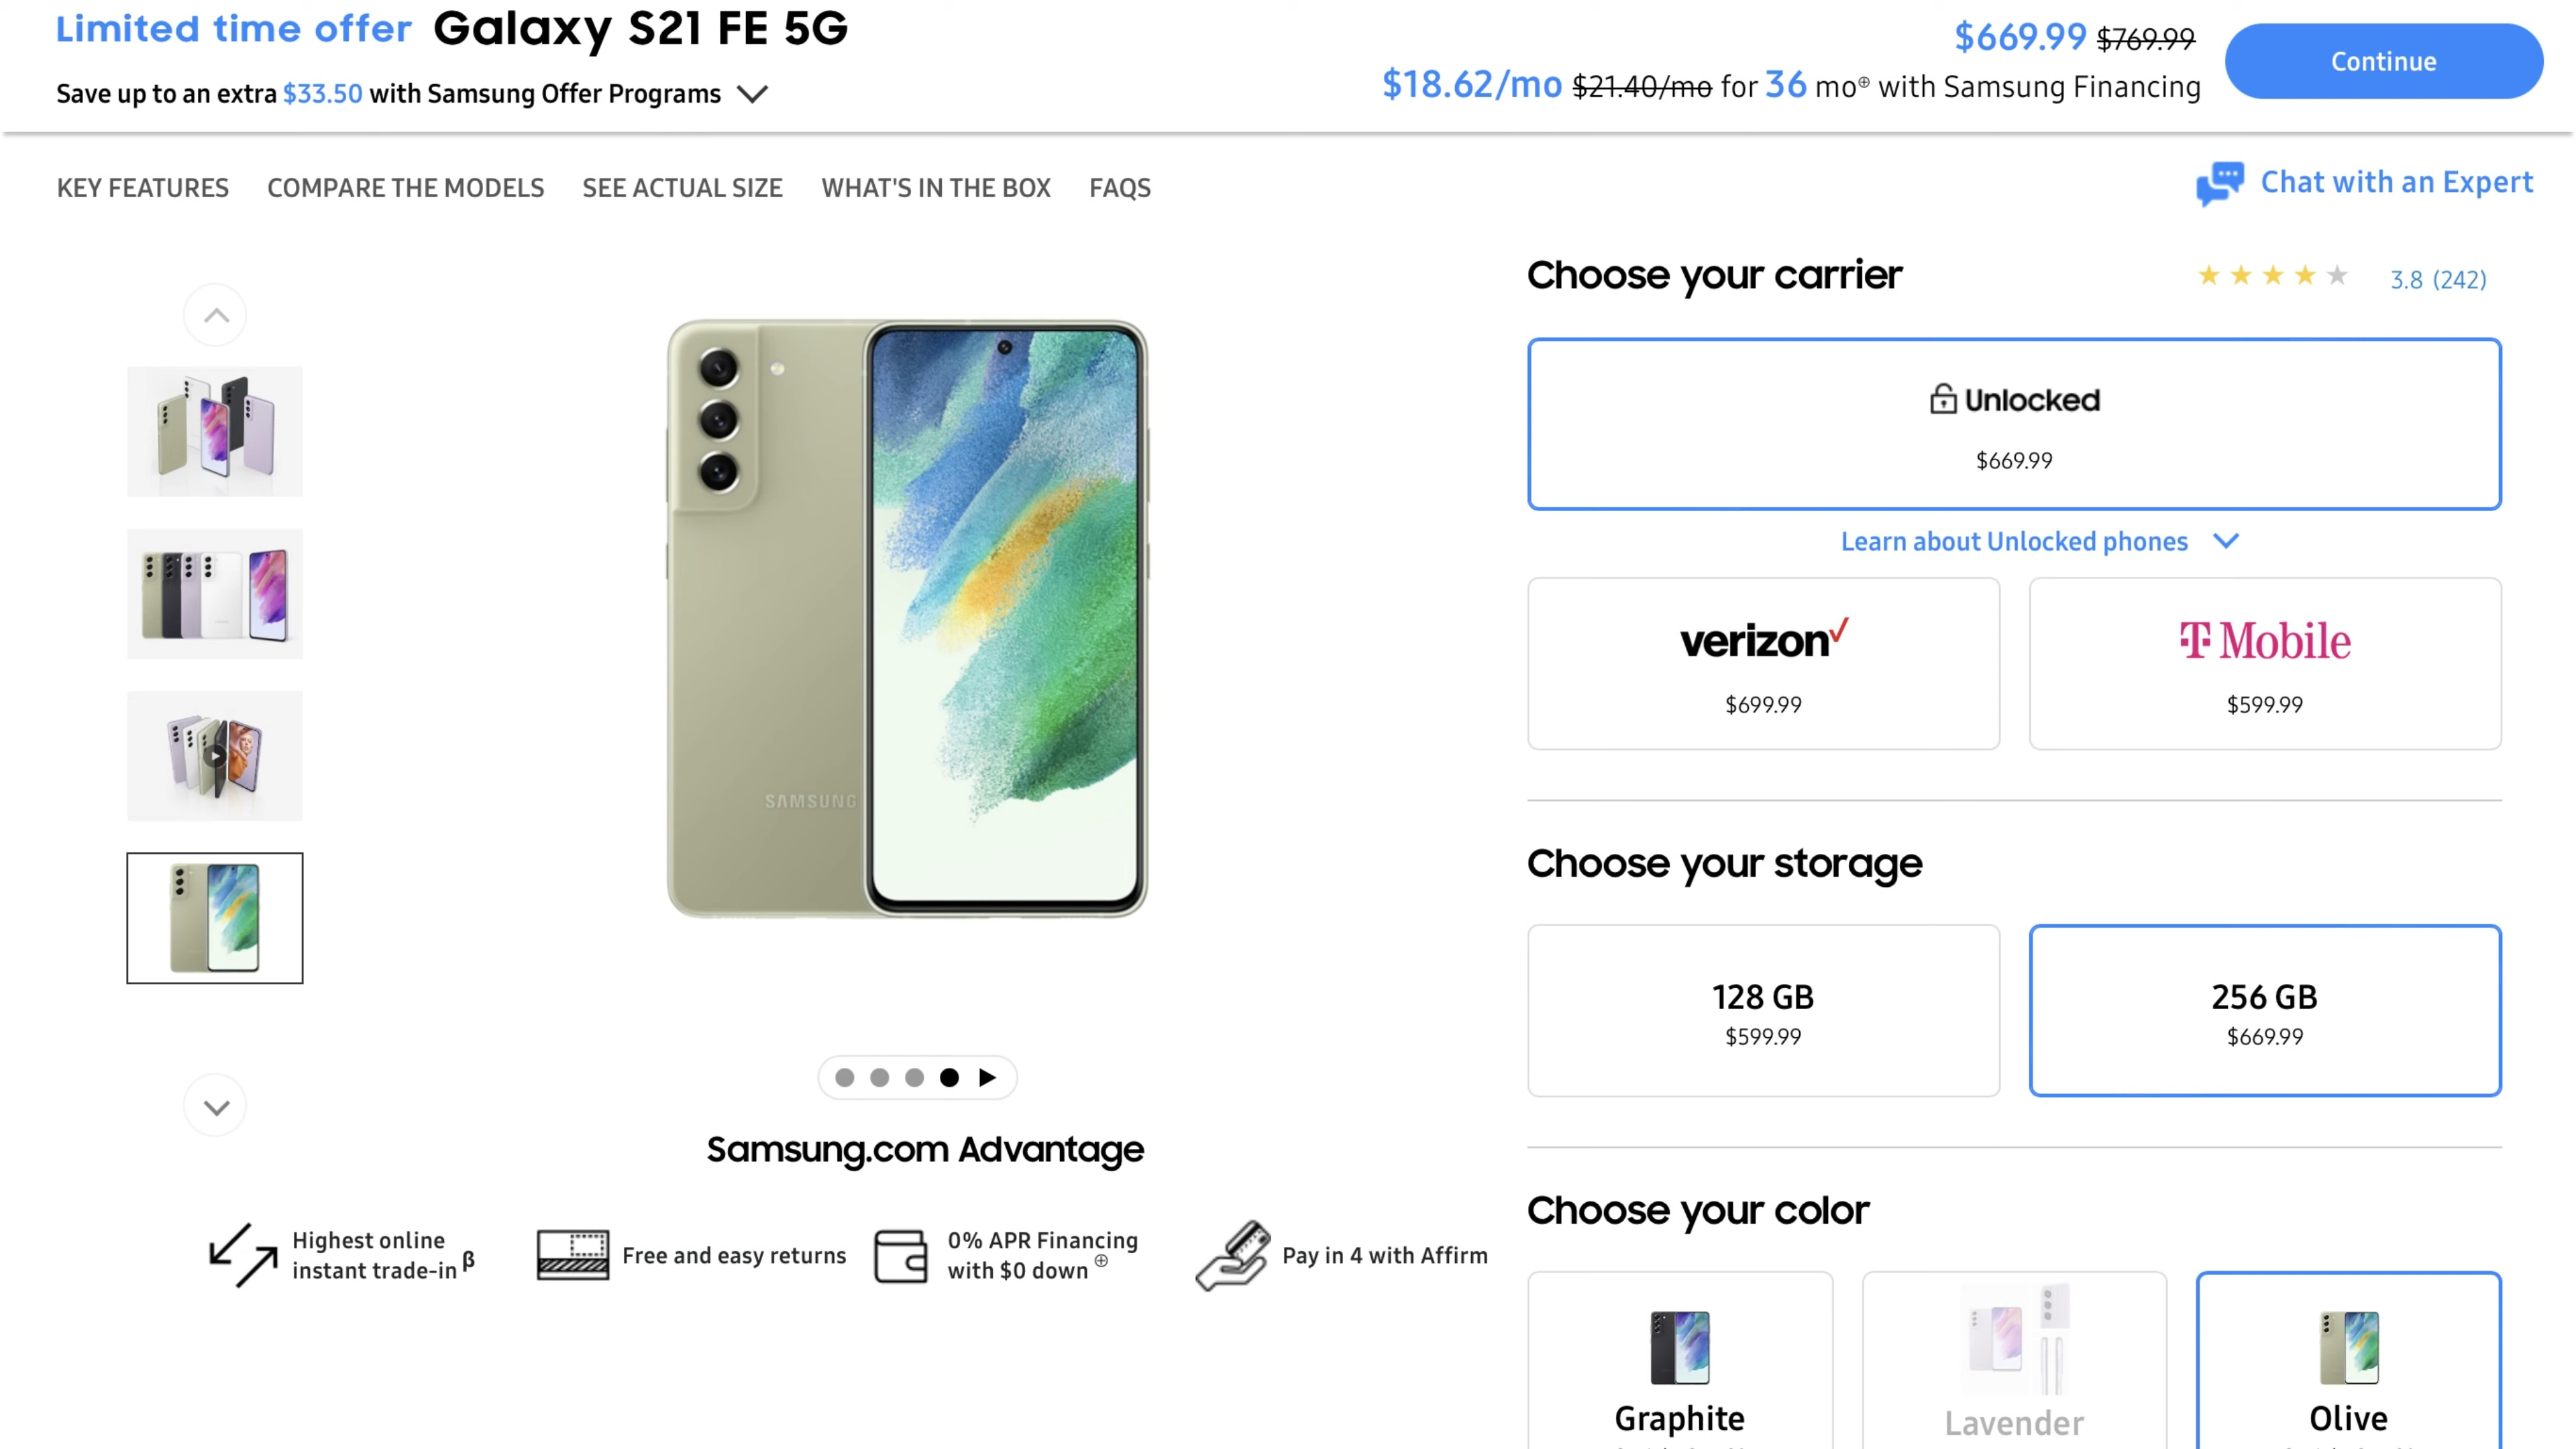 Limited time offer Galaxy S21 FE 5G
$669.99 $769.99
Continue
Save up to an extra $33.50 with Samsung Offer Programs
$18.62/mo $21.40/mo for 36 mo⊕ with Samsung Financing
KEY FEATURES COMPARE THE MODELS SEE ACTUAL SIZE WHAT'S IN THE BOX FAQS
Chat with an Expert
Choose your carrier
3.8 (242)
Unlocked
$669.99
Learn about Unlocked phones
verizon✓
$699.99
T Mobile
$599.99
SAMSUNG
Choose your storage
128 GB
$599.99
256 GB
$669.99
Samsung.com Advantage
Highest online
instant trade-in β
Free and easy returns
0% APR Financing
with $0 down ⊕
Pay in 4 with Affirm
Choose your color
Graphite
Lavender
Olive